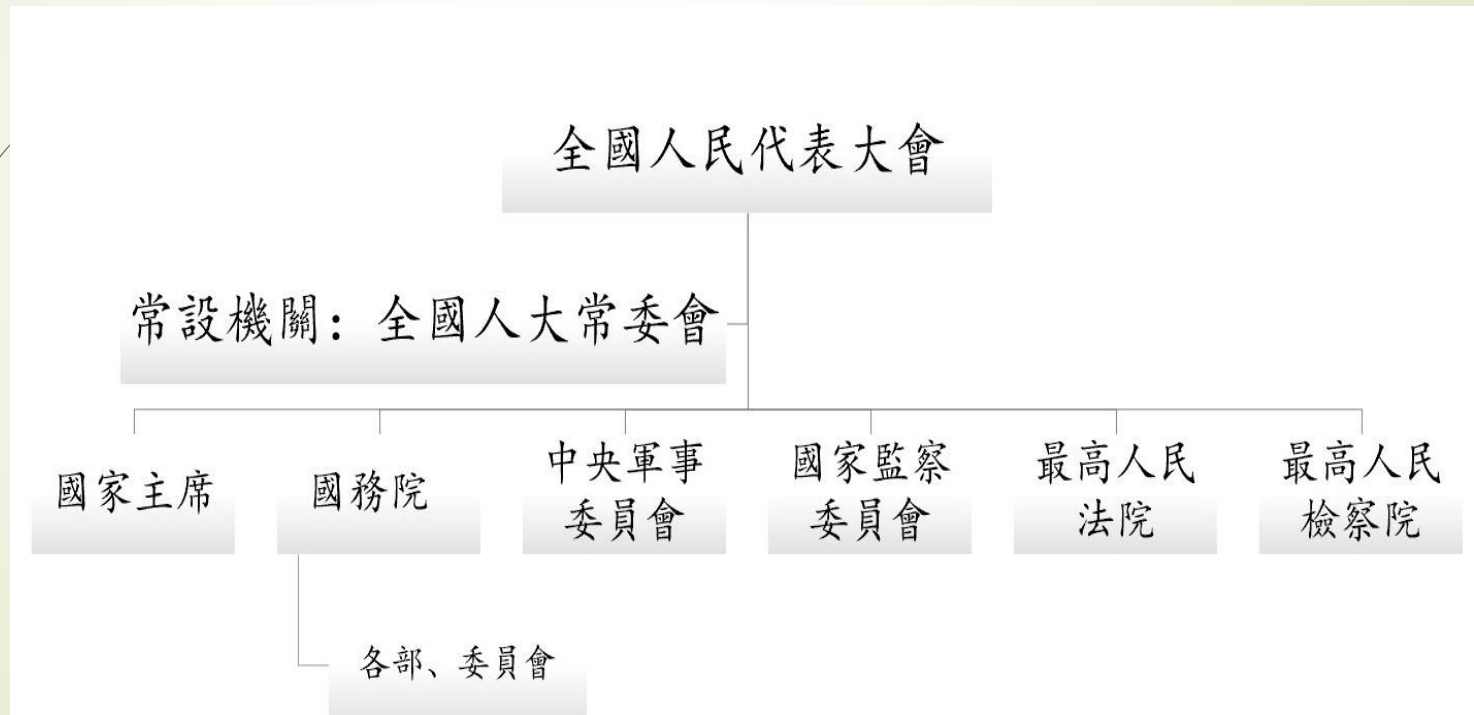 全國人民代表大會
常設機關：全國人大常委會
國家主席
國務院
中央軍事
委員會
國家監察
委員會
最高人民
法院
最高人民
檢察院
各部、委員會